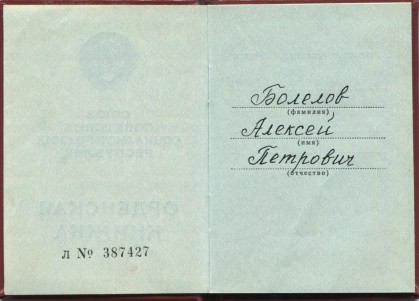 Л № 387427
Болелов
(фамилия)
Алексей
(имя)
Петрович
(отчество)